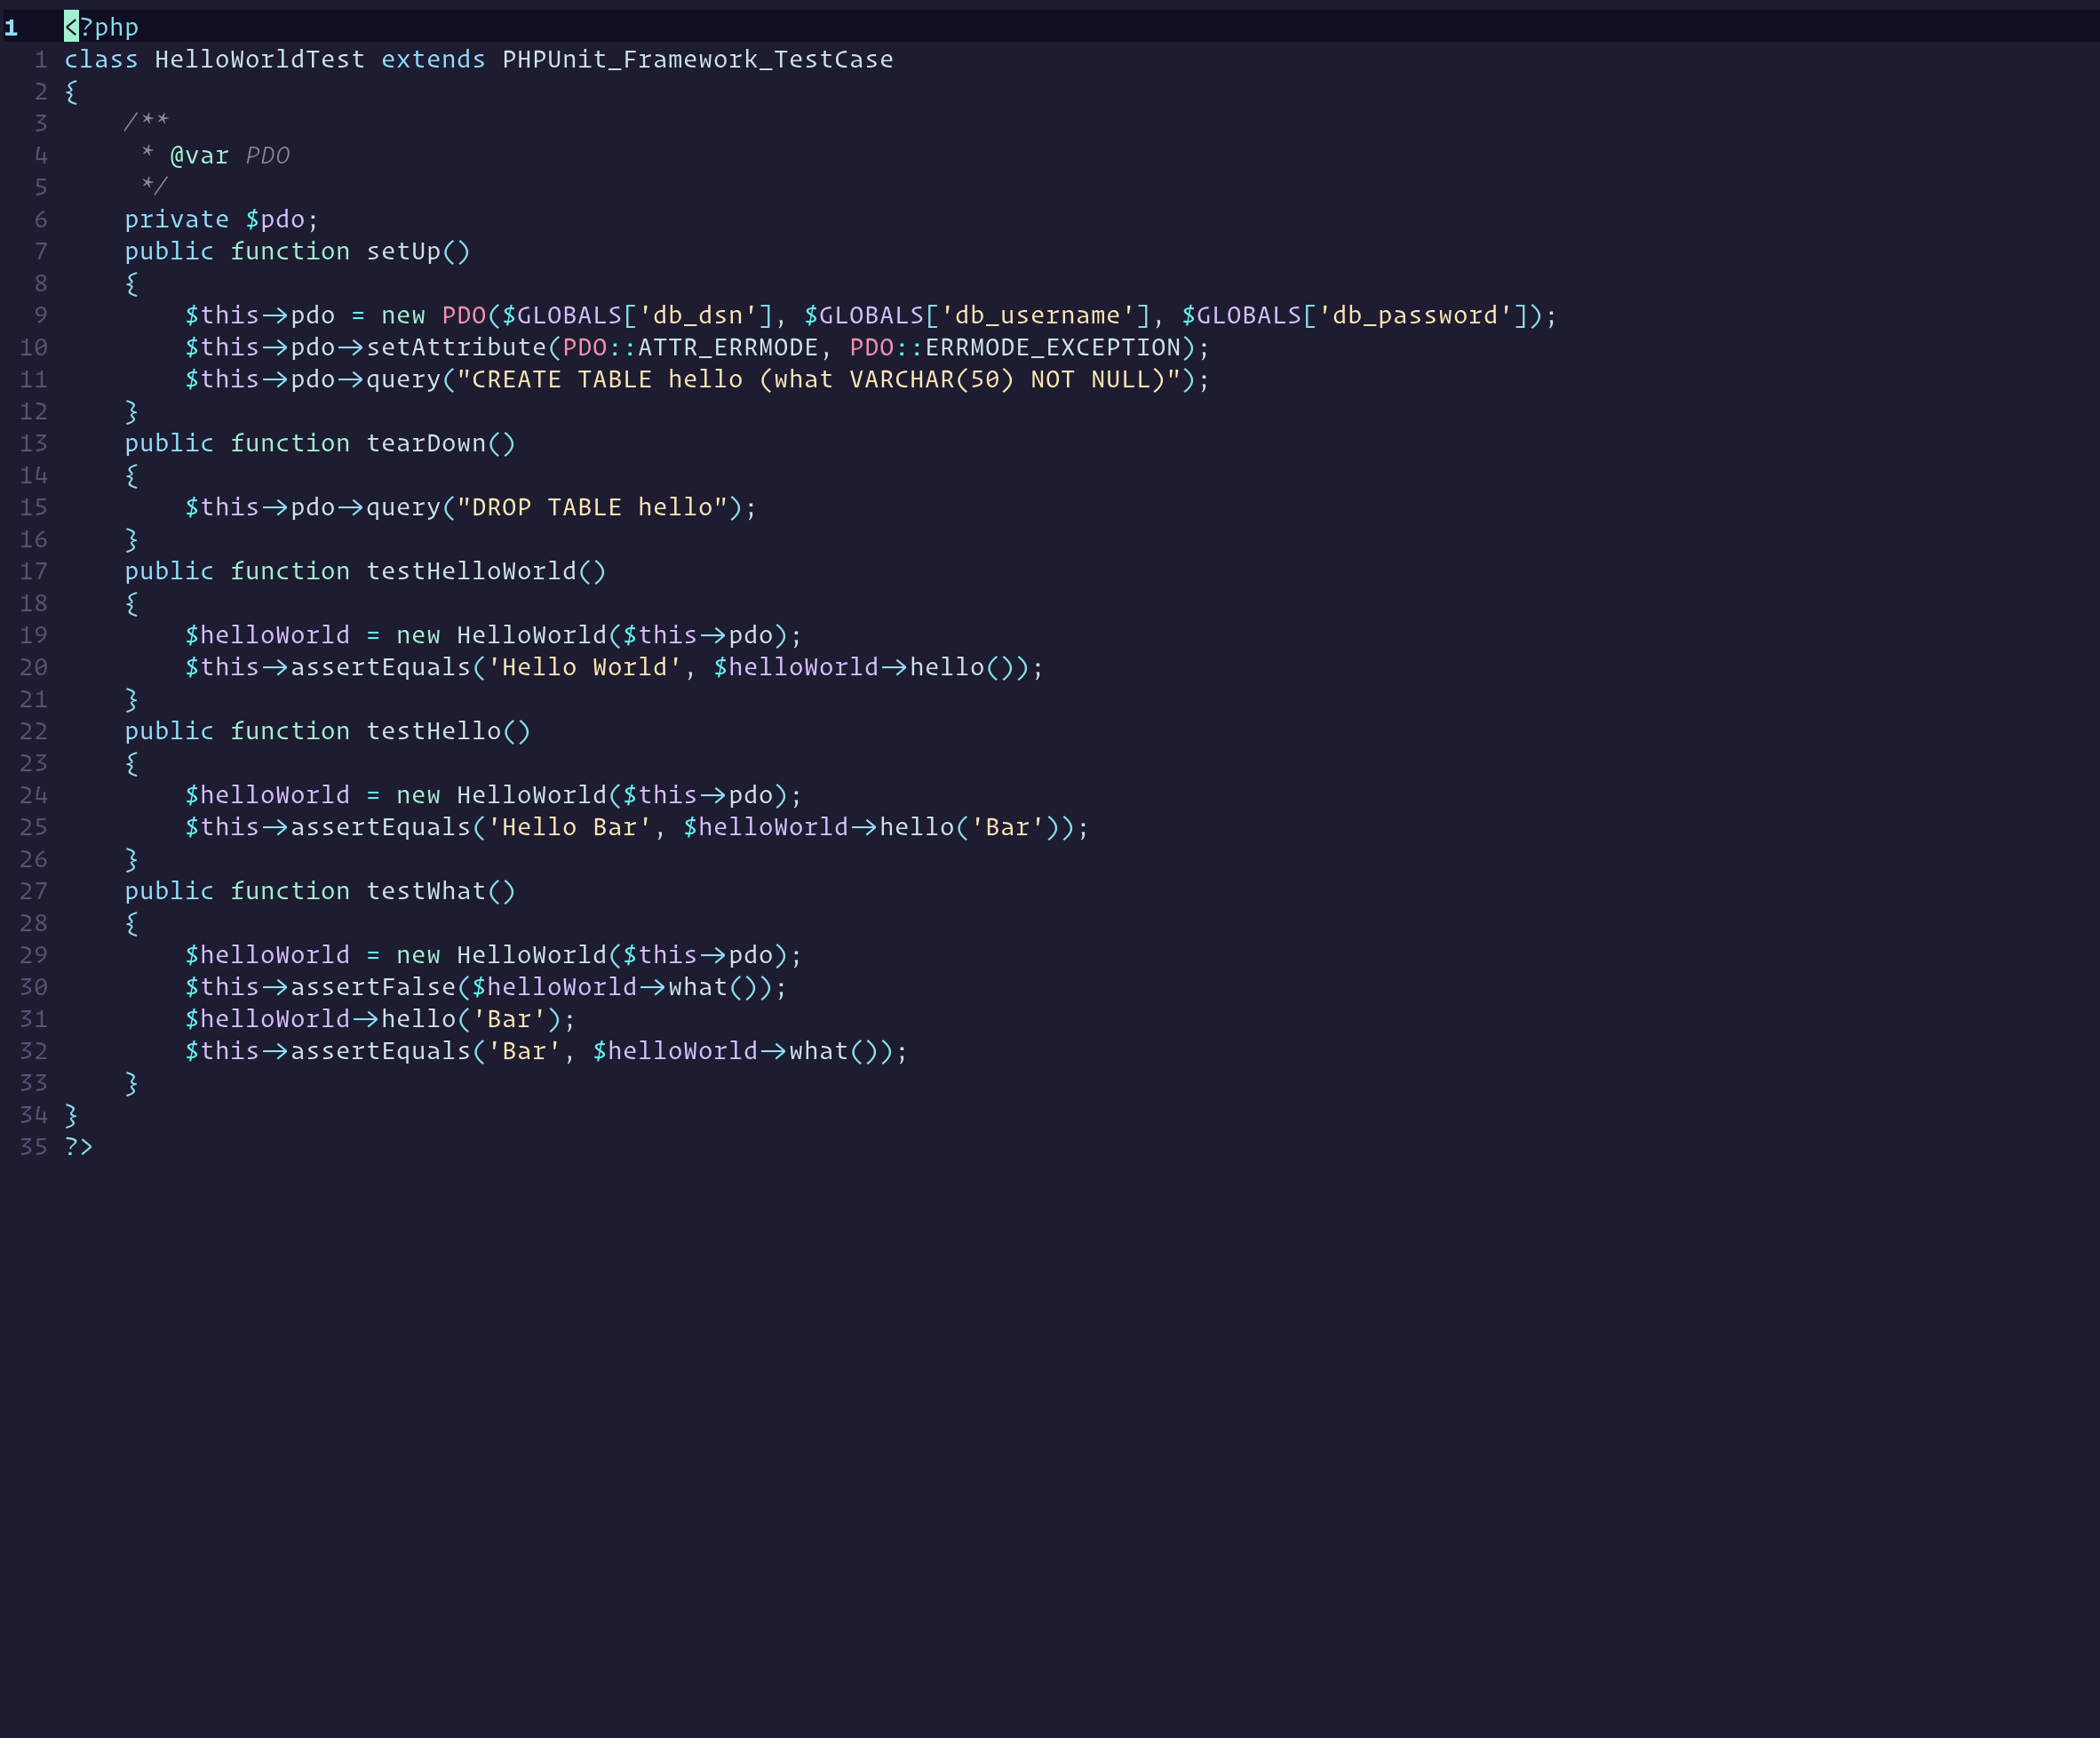 1 <?php
1 class HelloWorldTest extends PHPUnit_Framework_TestCase
2 {
3     /**
4      * @var PDO
5      */
6     private $pdo;
7     public function setUp()
8     {
9         $this->pdo = new PDO($GLOBALS['db_dsn'], $GLOBALS['db_username'], $GLOBALS['db_password']);
10         $this->pdo->setAttribute(PDO::ATTR_ERRMODE, PDO::ERRMODE_EXCEPTION);
11         $this->pdo->query("CREATE TABLE hello (what VARCHAR(50) NOT NULL)");
12     }
13     public function tearDown()
14     {
15         $this->pdo->query("DROP TABLE hello");
16     }
17     public function testHelloWorld()
18     {
19         $helloWorld = new HelloWorld($this->pdo);
20         $this->assertEquals('Hello World', $helloWorld->hello());
21     }
22     public function testHello()
23     {
24         $helloWorld = new HelloWorld($this->pdo);
25         $this->assertEquals('Hello Bar', $helloWorld->hello('Bar'));
26     }
27     public function testWhat()
28     {
29         $helloWorld = new HelloWorld($this->pdo);
30         $this->assertFalse($helloWorld->what());
31         $helloWorld->hello('Bar');
32         $this->assertEquals('Bar', $helloWorld->what());
33     }
34 }
35 ?>